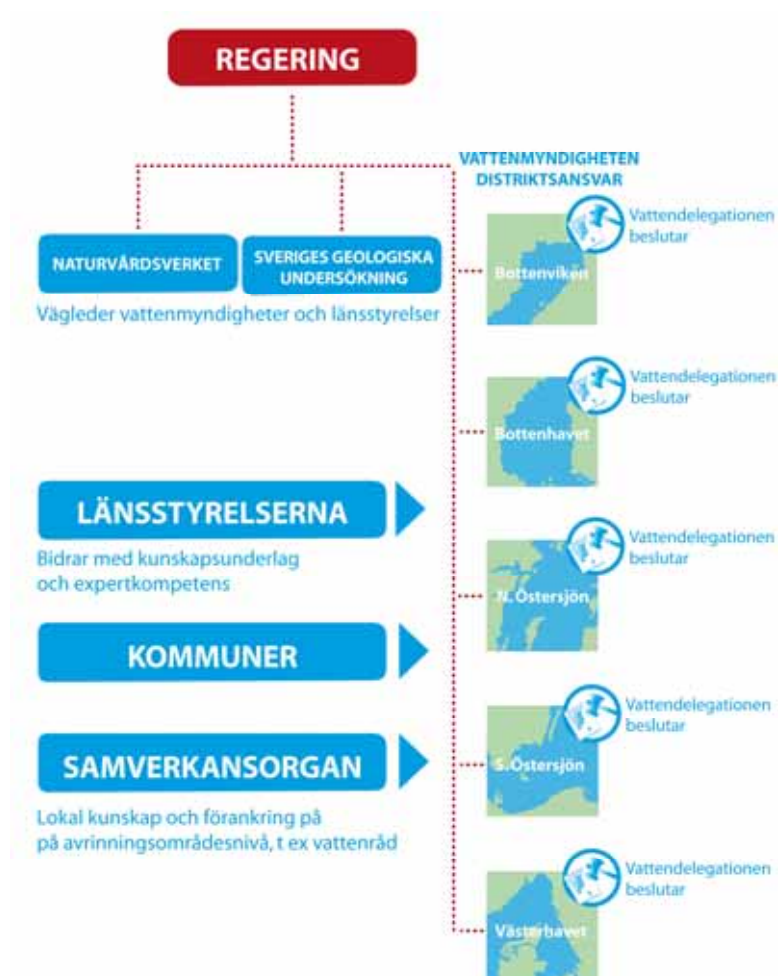 REGERING
VATTENMYNDIGHETEN
DISTRIKTSANSVAR
Vattendelegationen
beslutar
NATURVÅRDSVERKET
SVERIGES GEOLOGISKA
UNDERSÖKNING
Bottenviken
Vägleder vattenmyndigheter och länsstyrelser
Vattendelegationen
beslutar
Bottenhavet
LÄNSSTYRELSERNA
Bidrar med kunskapsunderlag
och expertkompetens
Vattendelegationen
beslutar
N. Östersjön
KOMMUNER
Vattendelegationen
beslutar
S. Östersjön
SAMVERKANSORGAN
Lokal kunskap och förankring på
på avrinningsområdesnivå, t ex vattenråd
Vattendelegationen
beslutar
Västerhavet